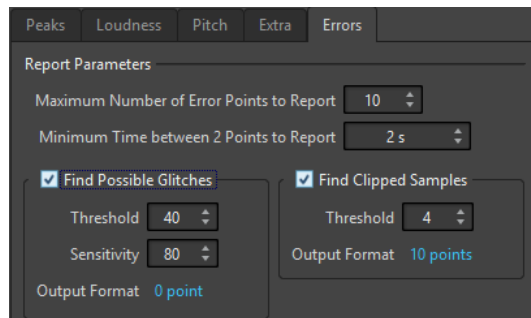 Peaks Loudness Pitch Extra Errors
Report Parameters
Maximum Number of Error Points to Report 10
Minimum Time between 2 Points to Report 2 s
Find Possible Glitches
Threshold 40
Sensitivity 80
Output Format 0 point
Find Clipped Samples
Threshold 4
Output Format 10 points